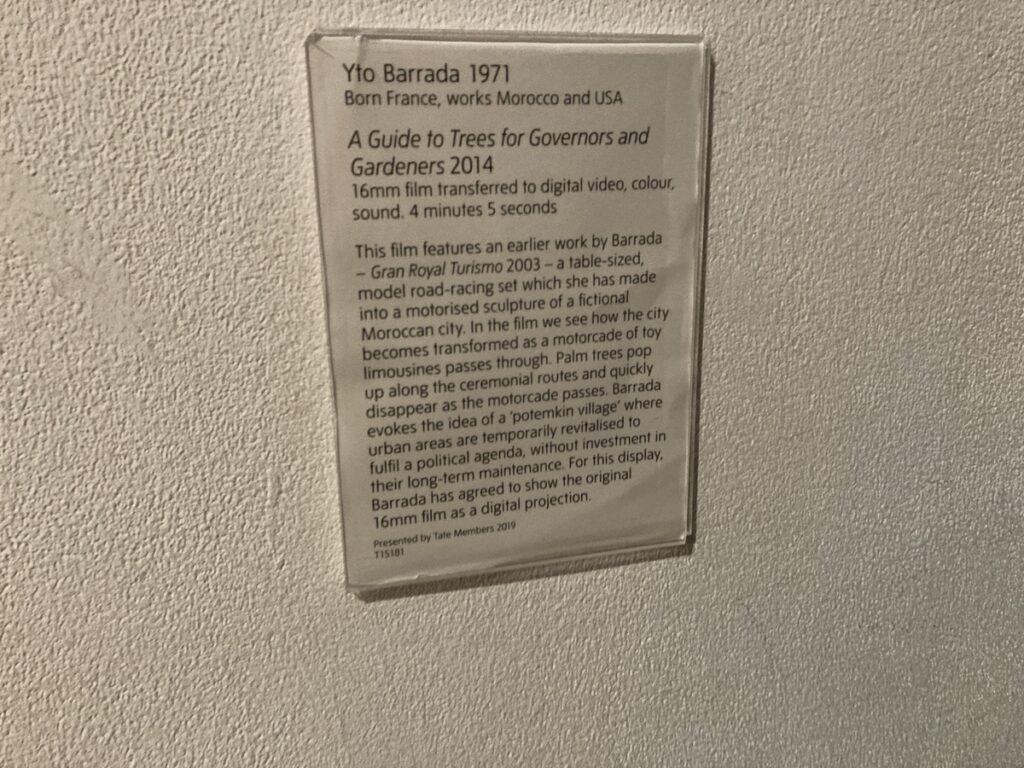 Yto Barrada 1971
Born France, works Morocco and USA
A Guide to Trees for Governors and
Gardeners 2014
16mm film transferred to digital video, colour,
sound. 4 minutes 5 seconds
This film features an earlier work by Barrada
– Gran Royal Turismo 2003 – a table-sized,
model road-racing set which she has made
into a motorised sculpture of a fictional
Moroccan city. In the film we see how the city
becomes transformed as a motorcade of toy
limousines passes through. Palm trees pop
up along the ceremonial routes and quickly
disappear as the motorcade passes. Barrada
evokes the idea of a ‘potemkin village’ where
urban areas are temporarily revitalised to
fulfil a political agenda, without investment in
their long-term maintenance. For this display,
Barrada has agreed to show the original
16mm film as a digital projection.
Presented by Tate Members 2019
T15181